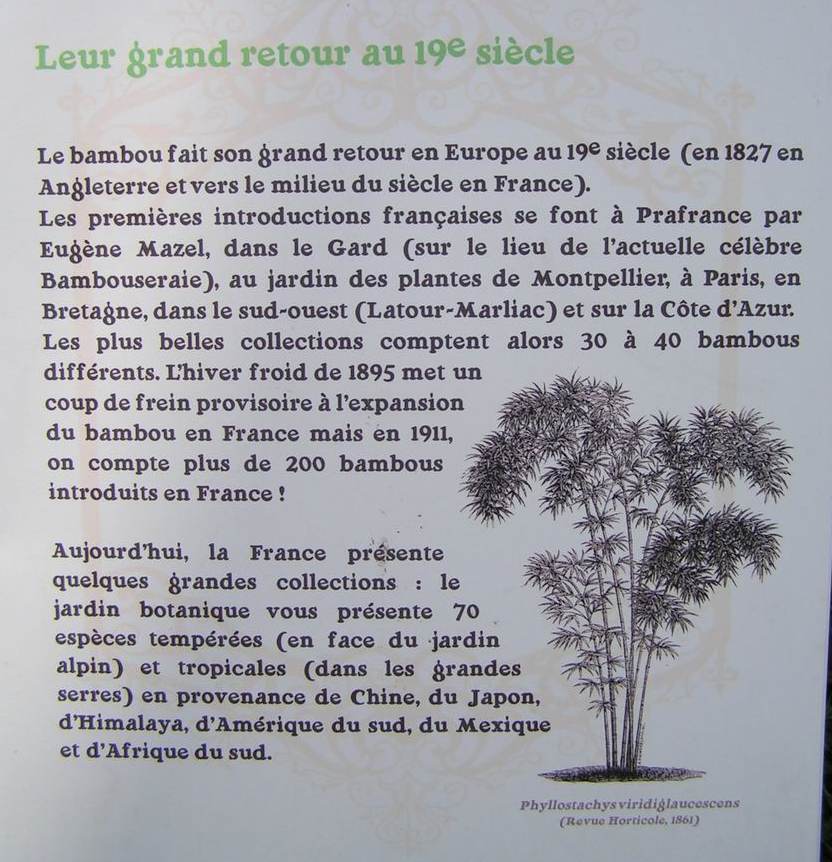 Leur grand retour au 19e siècle
Le bambou fait son grand retour en Europe au 19e siècle (en 1827 en
Angleterre et vers le milieu du siècle en France).
Les premières introductions françaises se font à Prafrance par
Eugène Mazel, dans le Gard (sur le lieu de l'actuelle célèbre
Bambouseraie), au jardin des plantes de Montpellier, à Paris, en
Bretagne, dans le sud-ouest (Latour-Marliac) et sur la Côte d'Azur.
Les plus belles collections comptent alors 30 à 40 bambous
différents. L'hiver froid de 1895 met un
coup de frein provisoire à l'expansion
du bambou en France mais en 1911,
on compte plus de 200 bambous
introduits en France !
Aujourd'hui, la France présente
quelques grandes collections : le
jardin botanique vous présente 70
espèces tempérées (en face du jardin
alpin) et tropicales (dans les grandes
serres) en provenance de Chine, du Japon,
d'Himalaya, d'Amérique du sud, du Mexique
et d'Afrique du sud.
Phyllostachys viridiglaucescens
(Revue Horticole, 1861)